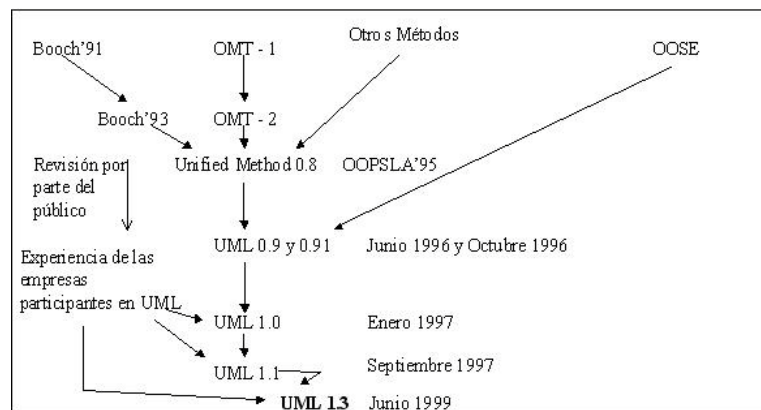 Booch'91
OMT - 1
Otros Métodos
OOSE
Booch'93
OMT - 2
Revisión por
parte del
público
Unified Method 0.8
OOPSLA'95
UML 0.9 y 0.91
Junio 1996 y Octubre 1996
Experiencia de las
empresas
participantes en UML
UML 1.0
Enero 1997
UML 1.1
Septiembre 1997
UML 1.3
Junio 1999